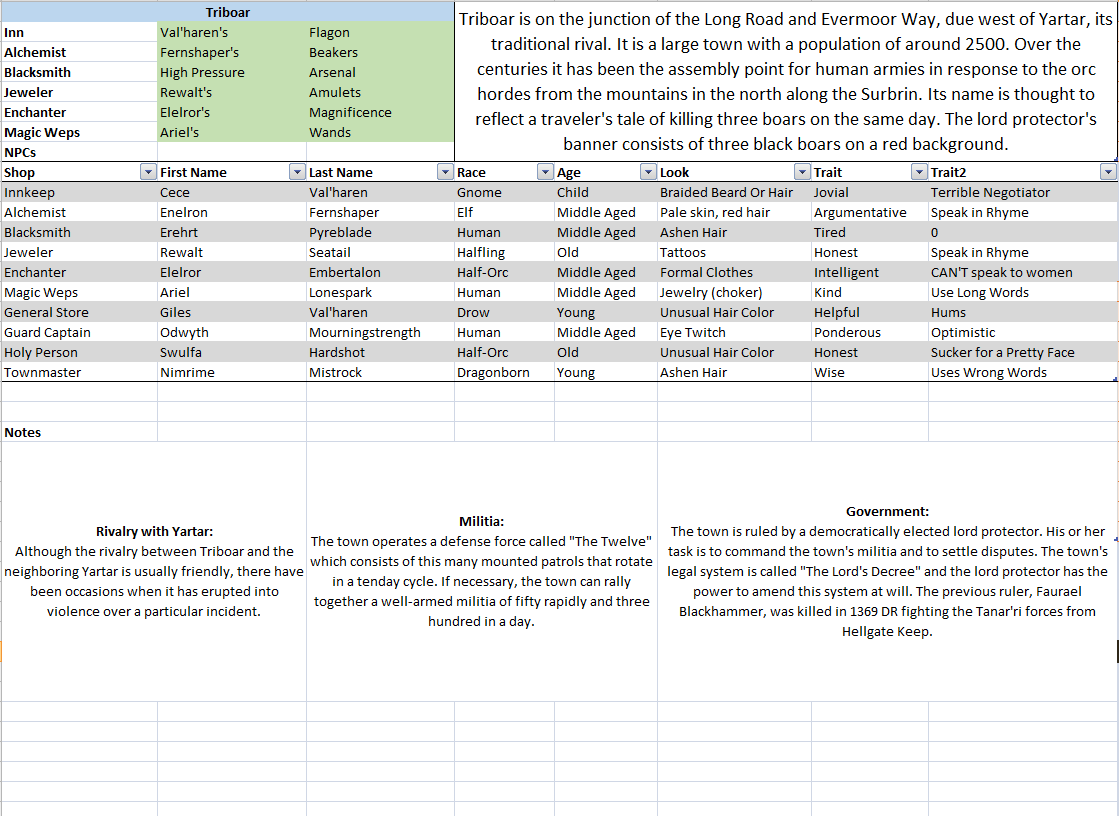 Triboar
Inn Val'haren's Flagon
Alchemist Fernshaper's Beakers
Blacksmith High Pressure Arsenal
Jeweler Rewalt's Amulets
Enchanter Elelror's Magnificence
Magic Weps Ariel's Wands
NPCs
Triboar is on the junction of the Long Road and Evermoor Way, due west of Yartar, its
traditional rival. It is a large town with a population of around 2500. Over the
centuries it has been the assembly point for human armies in response to the orc
hordes from the mountains in the north along the Surbrin. Its name is thought to
reflect a traveler's tale of killing three boars on the same day. The lord protector's
banner consists of three black boars on a red background.
Shop First Name Last Name Race Age Look Trait Trait2
Innkeep Cece Val'haren Gnome Child Braided Beard Or Hair Jovial Terrible Negotiator
Alchemist Enelron Fernshaper Elf Middle Aged Pale skin, red hair Argumentative Speak in Rhyme
Blacksmith Erehrt Pyreblade Human Middle Aged Ashen Hair Tired 0
Jeweler Rewalt Seatail Halfling Old Tattoos Honest Speak in Rhyme
Enchanter Elelror Embertalon Half-Orc Middle Aged Formal Clothes Intelligent CAN'T speak to women
Magic Weps Ariel Lonespark Human Middle Aged Jewelry (choker) Kind Use Long Words
General Store Giles Val'haren Drow Young Unusual Hair Color Helpful Hums
Guard Captain Odwyth Mourningstrength Human Middle Aged Eye Twitch Ponderous Optimistic
Holy Person Swulfa Hardshot Half-Orc Old Unusual Hair Color Honest Sucker for a Pretty Face
Townmaster Nimrime Mistrock Dragonborn Young Ashen Hair Wise Uses Wrong Words
Notes
Rivalry with Yartar:
Although the rivalry between Triboar and the
neighboring Yartar is usually friendly, there have
been occasions when it has erupted into
violence over a particular incident.
Militia:
The town operates a defense force called "The Twelve"
which consists of this many mounted patrols that rotate
in a tenday cycle. If necessary, the town can rally
together a well-armed militia of fifty rapidly and three
hundred in a day.
Government:
The town is ruled by a democratically elected lord protector. His or her
task is to command the town's militia and to settle disputes. The town's
legal system is called "The Lord's Decree" and the lord protector has the
power to amend this system at will. The previous ruler, Faurael
Blackhammer, was killed in 1369 DR fighting the Tanar'ri forces from
Hellgate Keep.